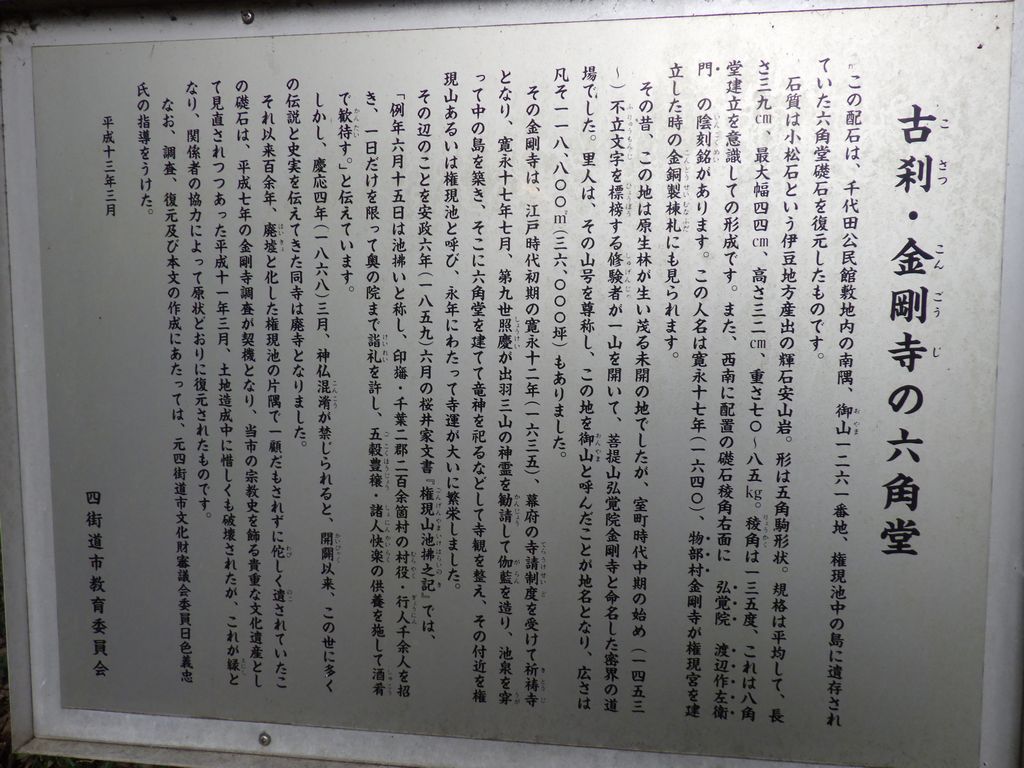 古刹・金剛寺の六角堂
この配石は、千代田公民館敷地内の南隅、御山一二六一番地、権現池中の島に遺存され
ていた六角堂礎石を復元したものです。
石質は小松石という伊豆地方産出の輝石安山岩。形は五角駒形状。規格は平均して、長
さ三九cm、最大幅四四cm、高さ三二cm、重さ七〇～八五kg。稜角は一三五度、これは八角
堂建立を意識しての形成です。また、西南に配置の礎石稜角右面に 弘覚院 渡辺作左衛
門 の陰刻銘があります。この人名は寛永十七年(一六四〇)、物部村金剛寺が権現宮を建
立した時の金銅製棟札にも見られます。
その昔、この地は原生林が生い茂る未開の地でしたが、室町時代中期の始め(一四五三
～)不立文字を標榜する修験者が一山を開いて、菩提山弘覚院金剛寺と命名した密界の道
場でした。里人は、その山号を尊称し、この地を御山と呼んだことが地名となり、広さは
凡そ一一八、八〇〇㎡(三六、〇〇〇坪)もありました。
その金剛寺は、江戸時代初期の寛永十二年(一六三五)、幕府の寺請制度を受けて祈祷寺
となり、寛永十七年七月、第九世照慶が出羽三山の神霊を勧請して伽藍を造り、池泉を穿
って中の島を築き、そこに六角堂を建てて竜神を祀るなどして寺観を整え、その付近を権
現山あるいは権現池と呼び、永年にわたって寺運が大いに繁栄しました。
その辺のことを安政六年(一八五九)六月の桜井家文書『権現山池拂之記』では、
「例年六月十五日は池拂いと称し、印旛・千葉二郡二百余箇村の村役・行人千余人を招
き、一日だけを限って奥の院まで詣礼を許し、五穀豊穣・諸人快楽の供養を施して酒肴
で歓待す。」と伝えています。
しかし、慶応四年(一八六八)三月、神仏混淆が禁じられると、開闢以来、この世に多く
の伝説と史実を伝えてきた同寺は廃寺となりました。
それ以来百余年、廃墟と化した権現池の片隅で一顧だもされずに侘しく遺されていたこ
の礎石は、平成七年の金剛寺調査が契機となり、当市の宗教史を飾る貴重な文化遺産とし
て見直されつつあった平成十一年三月、土地造成中に惜しくも破壊されたが、これが縁と
なり、関係者の協力によって原状どおりに復元されたものです。
なお、調査、復元及び本文の作成にあたっては、元四街道市文化財審議会委員日色義忠
氏の指導をうけた。
平成十三年三月
四街道市教育委員会